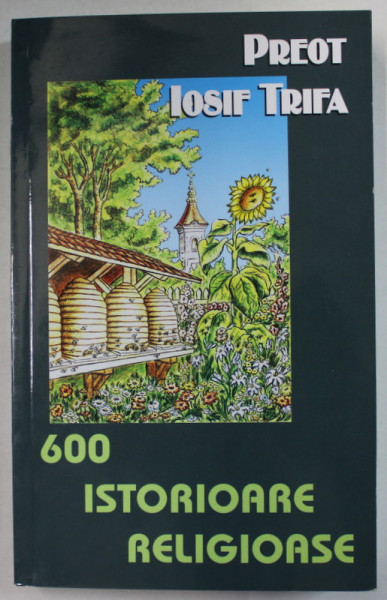 PREOT
IOSIF TRIFA
600
ISTORIOARE
RELIGIOASE